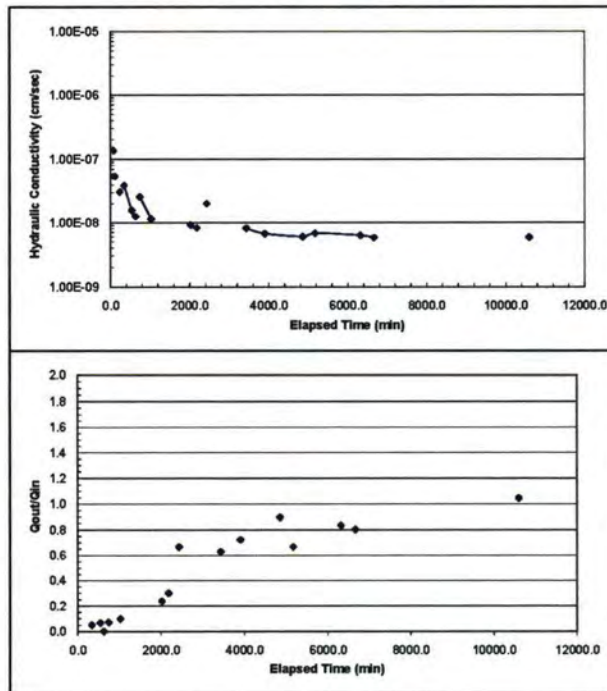 Hydraulic Conductivity (cm/sec)
1.00E-05
1.00E-06
1.00E-07
1.00E-08
1.00E-09
0.0 2000.0 4000.0 6000.0 8000.0 10000.0 12000.0
Elapsed Time (min)
Qout/Qin
2.0
1.8
1.6
1.4
1.2
1.0
0.8
0.6
0.4
0.2
0.0
0.0 2000.0 4000.0 6000.0 8000.0 10000.0 12000.0
Elapsed Time (min)